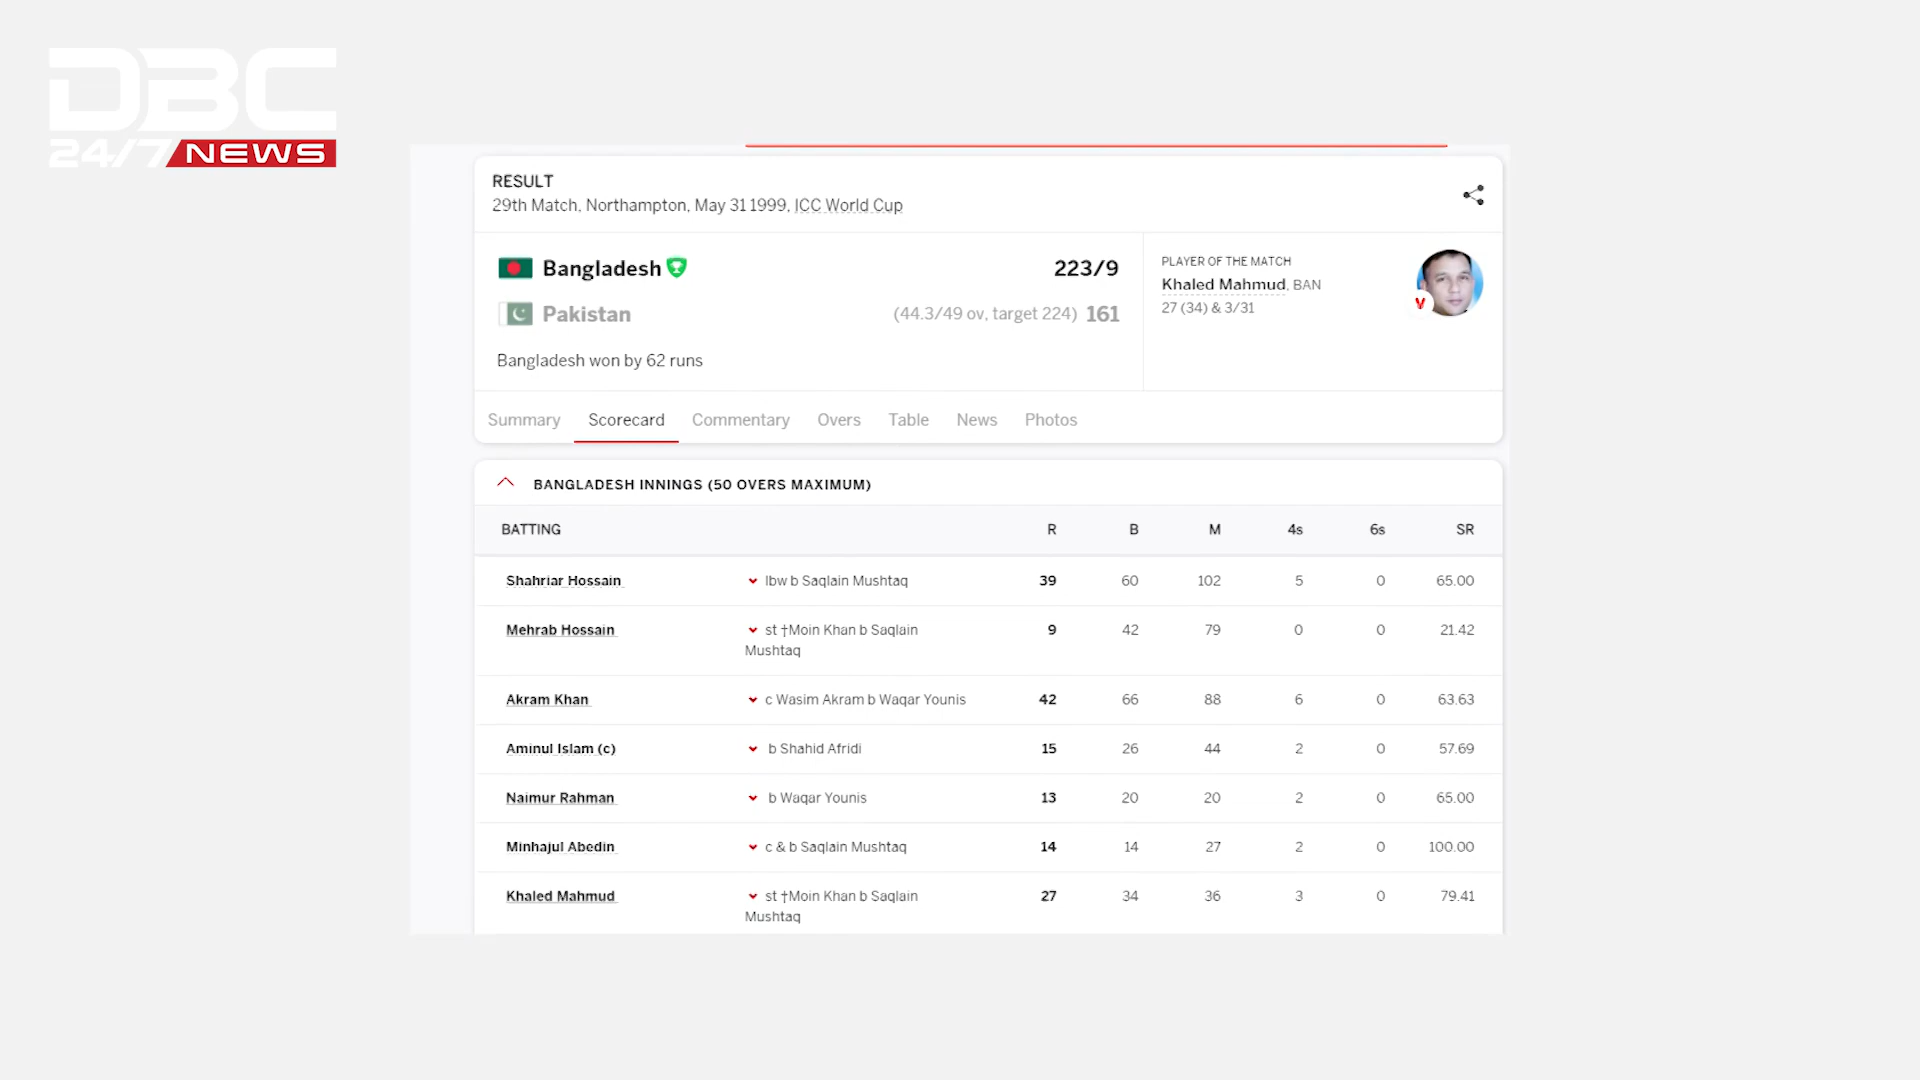 DBC
24/7 NEWS
RESULT
29th Match, Northampton, May 31 1999, ICC World Cup
Bangladesh 223/9
Pakistan (44.3/49 ov, target 224) 161
Bangladesh won by 62 runs
PLAYER OF THE MATCH
Khaled Mahmud, BAN
27 (34) & 3/31
Summary Scorecard Commentary Overs Table News Photos
BANGLADESH INNINGS (50 OVERS MAXIMUM)
BATTING R B M 4s 6s SR
Shahriar Hossain lbw b Saqlain Mushtaq 39 60 102 5 0 65.00
Mehrab Hossain st †Moin Khan b Saqlain 9 42 79 0 0 21.42
Mushtaq
Akram Khan c Wasim Akram b Waqar Younis 42 66 88 6 0 63.63
Aminul Islam (c) b Shahid Afridi 15 26 44 2 0 57.69
Naimur Rahman b Waqar Younis 13 20 20 2 0 65.00
Minhajul Abedin c & b Saqlain Mushtaq 14 14 27 2 0 100.00
Khaled Mahmud st †Moin Khan b Saqlain 27 34 36 3 0 79.41
Mushtaq